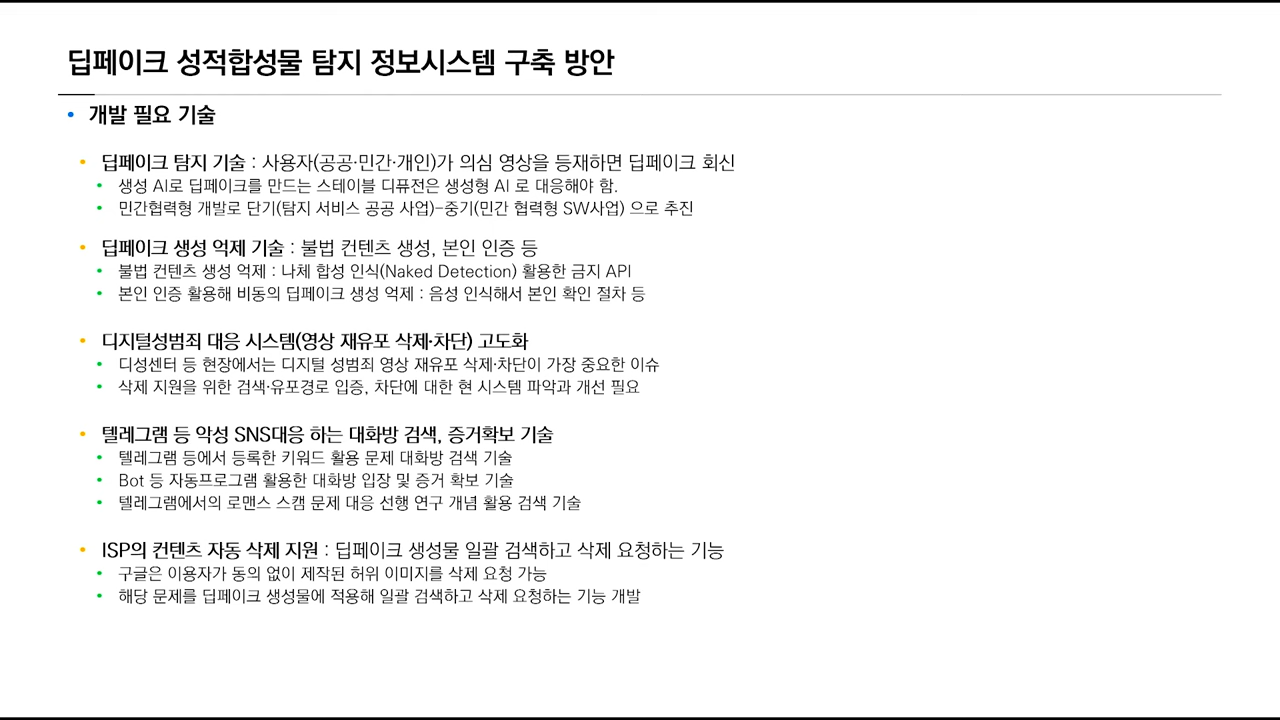 딥페이크 성적합성물 탐지 정보시스템 구축 방안
• 개발 필요 기술
• 딥페이크 탐지 기술 : 사용자(공공·민간·개인)가 의심 영상을 등재하면 딥페이크 회신
• 생성 AI로 딥페이크를 만드는 스테이블 디퓨전은 생성형 AI 로 대응해야 함.
• 민간협력형 개발로 단기(탐지 서비스 공공 사업)-중기(민간 협력형 SW사업) 으로 추진
• 딥페이크 생성 억제 기술 : 불법 컨텐츠 생성, 본인 인증 등
• 불법 컨텐츠 생성 억제 : 나체 합성 인식(Naked Detection) 활용한 금지 API
• 본인 인증 활용해 비동의 딥페이크 생성 억제 : 음성 인식해서 본인 확인 절차 등
• 디지털성범죄 대응 시스템(영상 재유포 삭제·차단) 고도화
• 디성센터 등 현장에서는 디지털 성범죄 영상 재유포 삭제·차단이 가장 중요한 이슈
• 삭제 지원을 위한 검색·유포경로 입증, 차단에 대한 현 시스템 파악과 개선 필요
• 텔레그램 등 악성 SNS대응 하는 대화방 검색, 증거확보 기술
• 텔레그램 등에서 등록한 키워드 활용 문제 대화방 검색 기술
• Bot 등 자동프로그램 활용한 대화방 입장 및 증거 확보 기술
• 텔레그램에서의 로맨스 스캠 문제 대응 선행 연구 개념 활용 검색 기술
• ISP의 컨텐츠 자동 삭제 지원 : 딥페이크 생성물 일괄 검색하고 삭제 요청하는 기능
• 구글은 이용자가 동의 없이 제작된 허위 이미지를 삭제 요청 가능
• 해당 문제를 딥페이크 생성물에 적용해 일괄 검색하고 삭제 요청하는 기능 개발